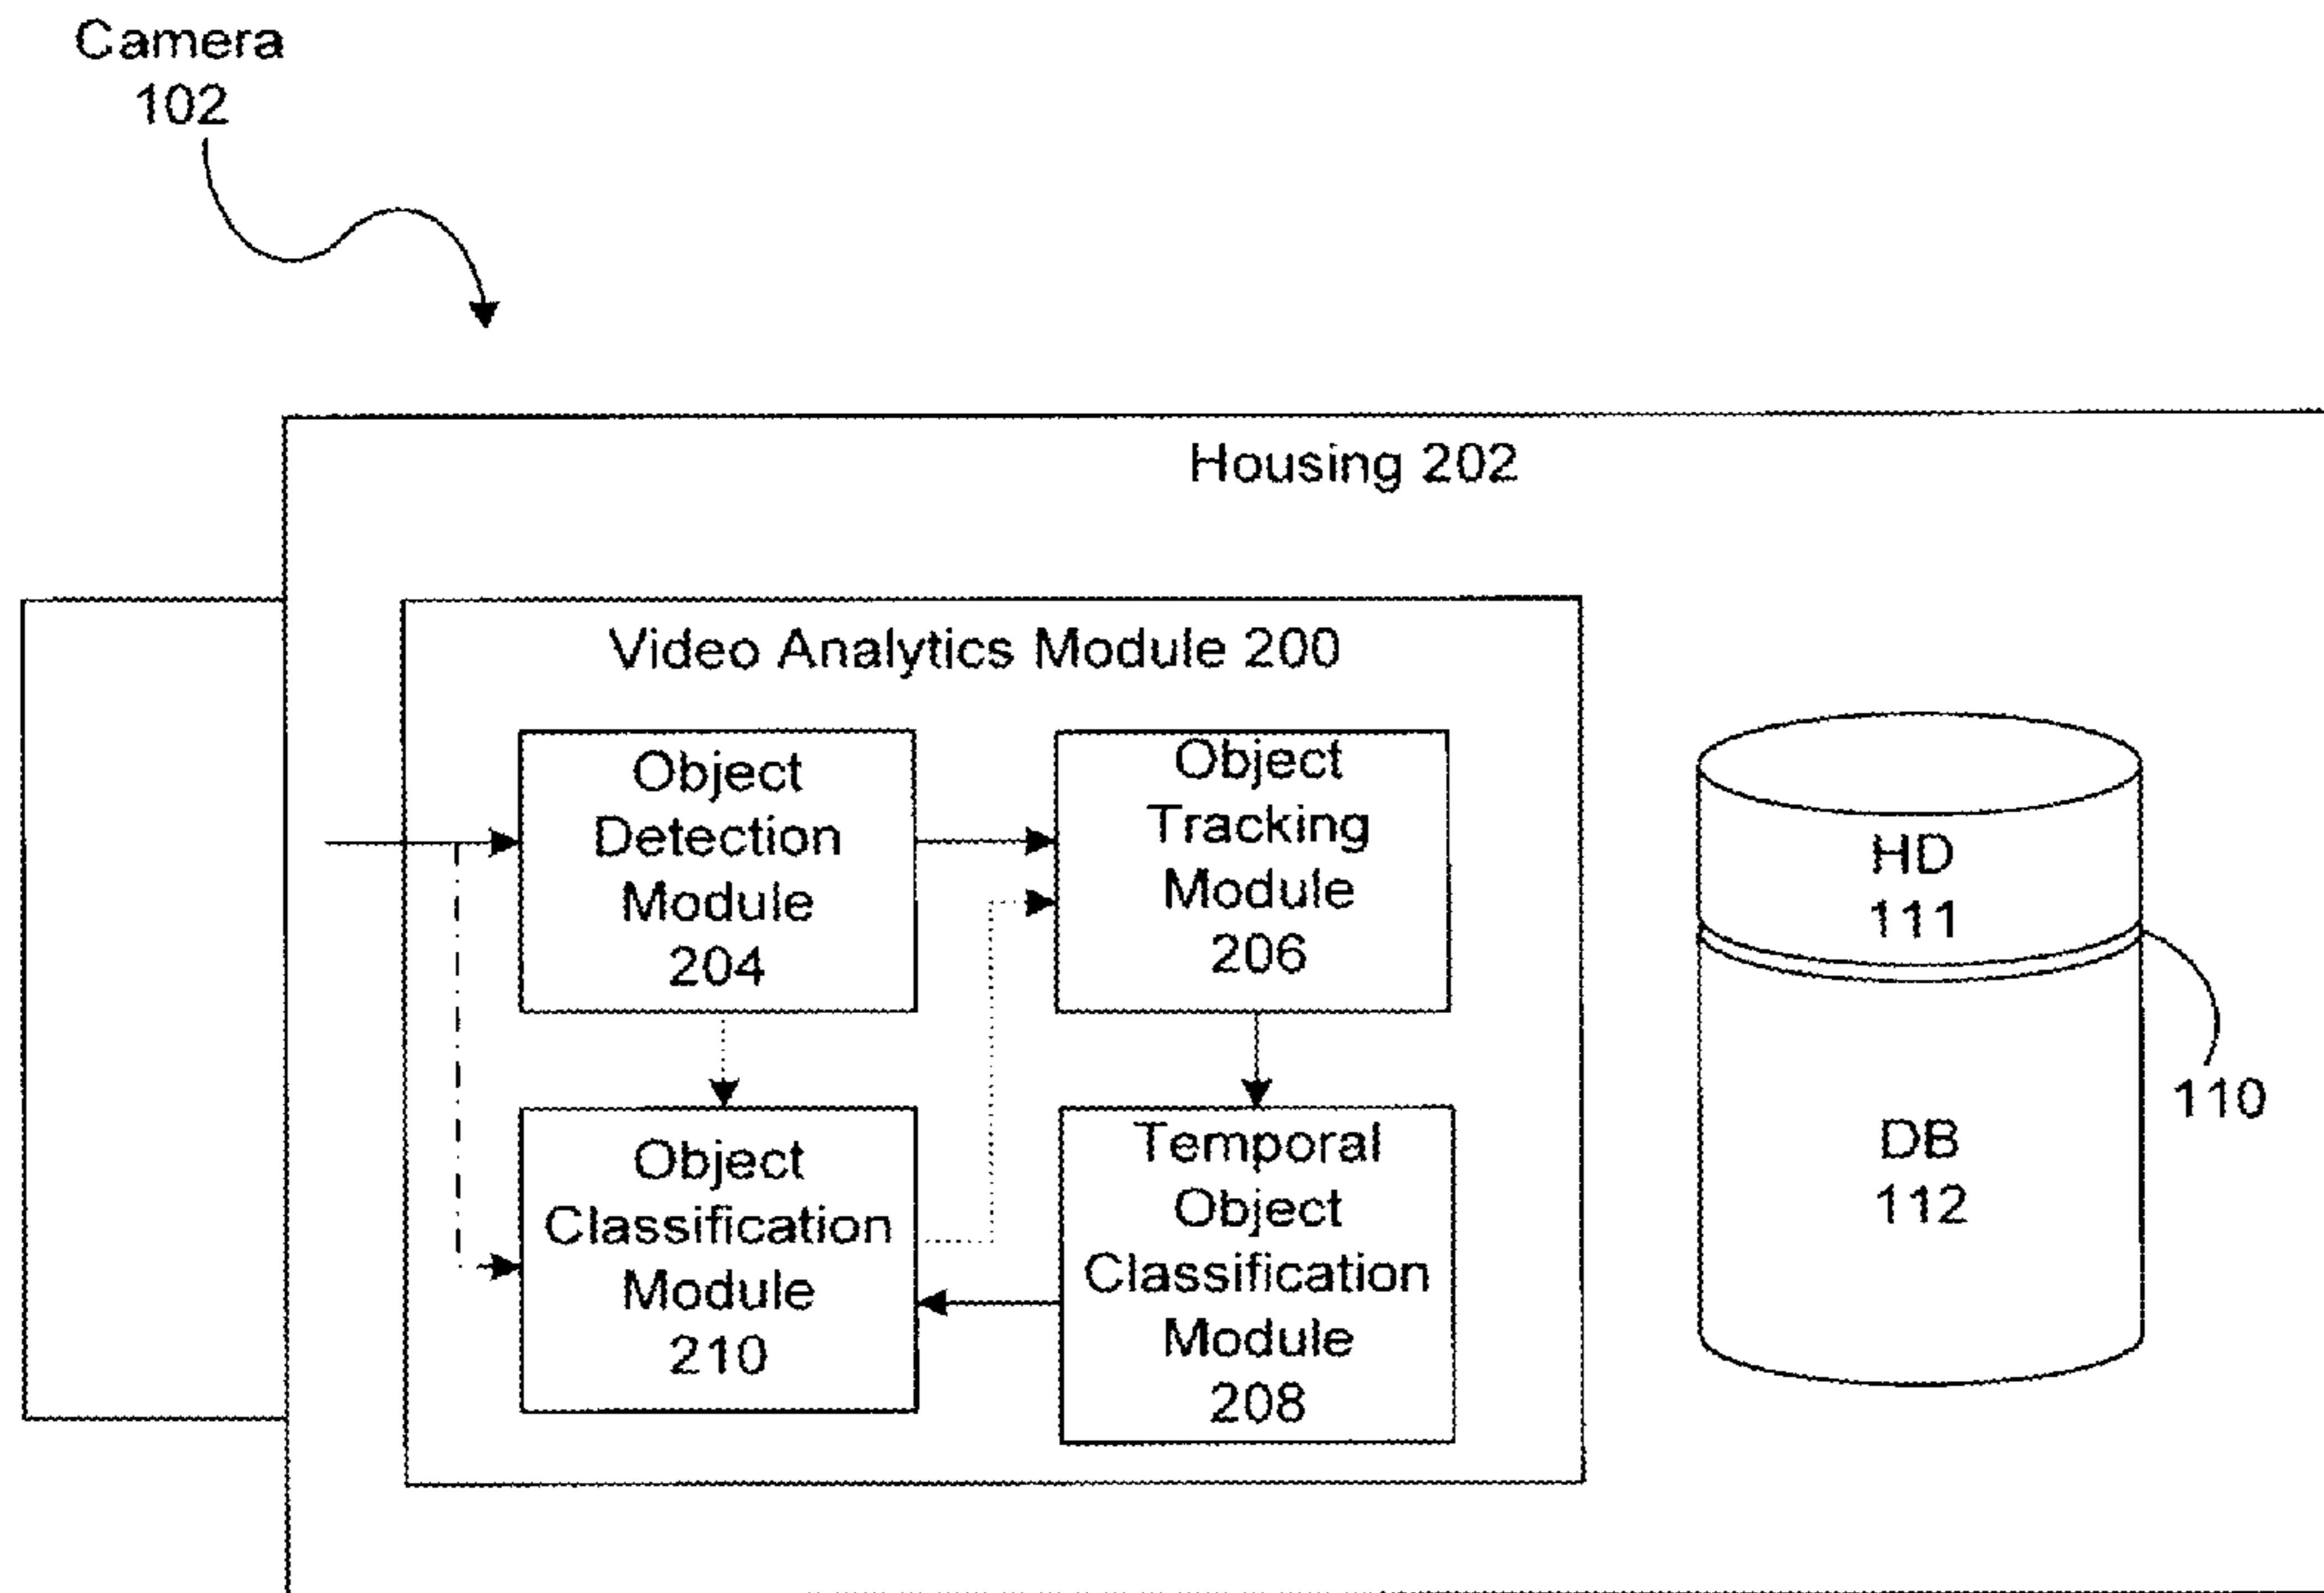 Camera
102
Housing 202
Video Analytics Module 200
Object
Detection
Module
204
Object
Tracking
Module
206
Object
Classification
Module
210
Temporal
Object
Classification
Module
208
HD
111
110
DB
112